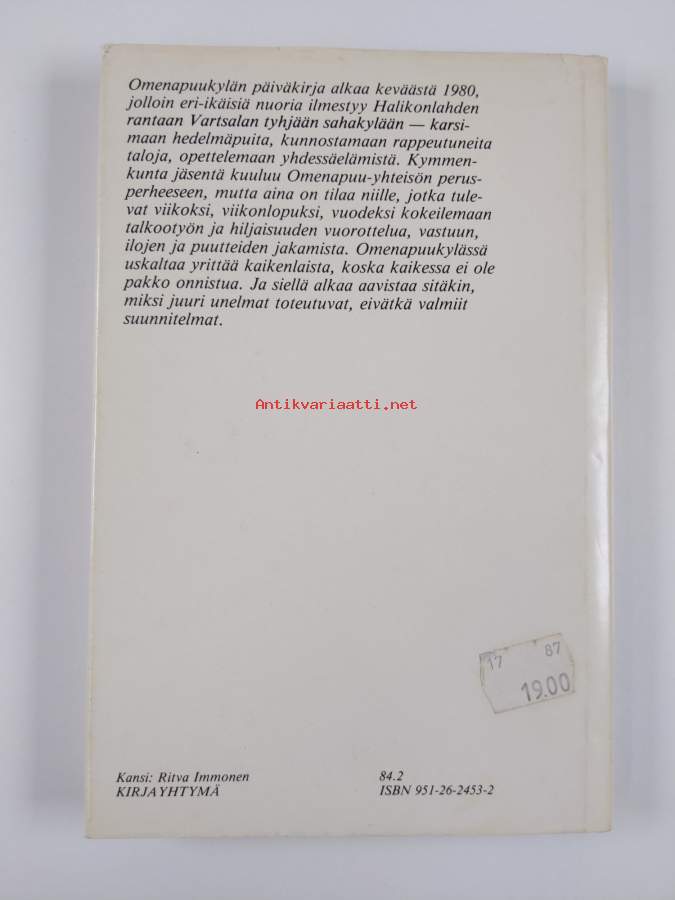 Omenapuukylän päiväkirja alkaa keväästä 1980,
jolloin eri-ikäisiä nuoria ilmestyy Halikonlahden
rantaan Vartsalan tyhjään sahakylään — karsi-
maan hedelmäpuita, kunnostamaan rappeutuneita
taloja, opettelemaan yhdessäelämistä. Kymmen-
kunta jäsentä kuuluu Omenapuu-yhteisön perus-
perheeseen, mutta aina on tilaa niille, jotka tule-
vat viikoksi, viikonlopuksi, vuodeksi kokeilemaan
talkootyön ja hiljaisuuden vuorottelua, vastuun,
ilojen ja puutteiden jakamista. Omenapuukylässä
uskaltaa yrittää kaikenlaista, koska kaikessa ei ole
pakko onnistua. Ja siellä alkaa aavistaa sitäkin,
miksi juuri unelmat toteutuvat, eivätkä valmiit
suunnitelmat.
Antikvariaatti.net
17 87
19.00
Kansi: Ritva Immonen
KIRJAYHTYMÄ
84.2
ISBN 951-26-2453-2